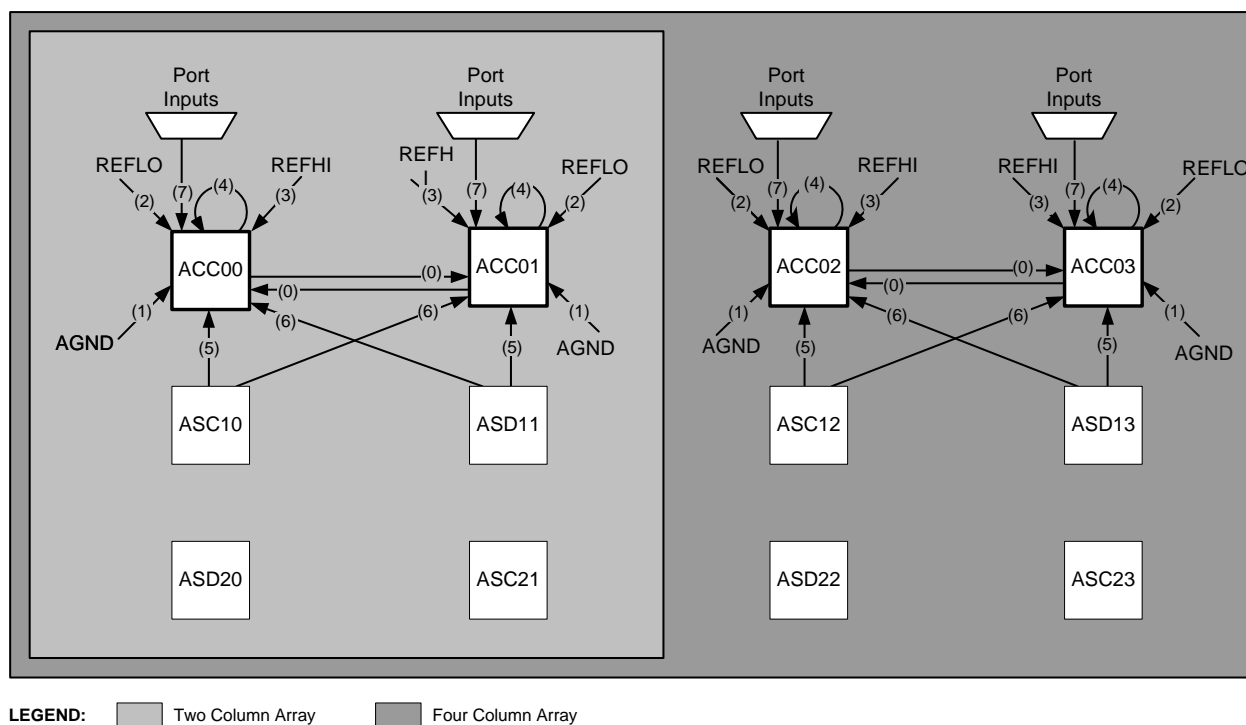 Port
Inputs
Port
Inputs
Port
Inputs
Port
Inputs
REFLO
REFHI
REFH
I
REFLO
REFLO
REFHI
REFHI
REFLO
(2)
(7)
(4)
(3)
(3)
(7)
(4)
(2)
(2)
(7)
(4)
(3)
(3)
(7)
(4)
(2)
ACC00
ACC01
ACC02
ACC03
(0)
(0)
(0)
(0)
(1)
(6)
(6)
(1)
(1)
(6)
(6)
(1)
AGND
(5)
(5)
AGND
AGND
(5)
(5)
AGND
ASC10
ASD11
ASC12
ASD13
ASD20
ASC21
ASD22
ASC23
LEGEND:
Two Column Array
Four Column Array